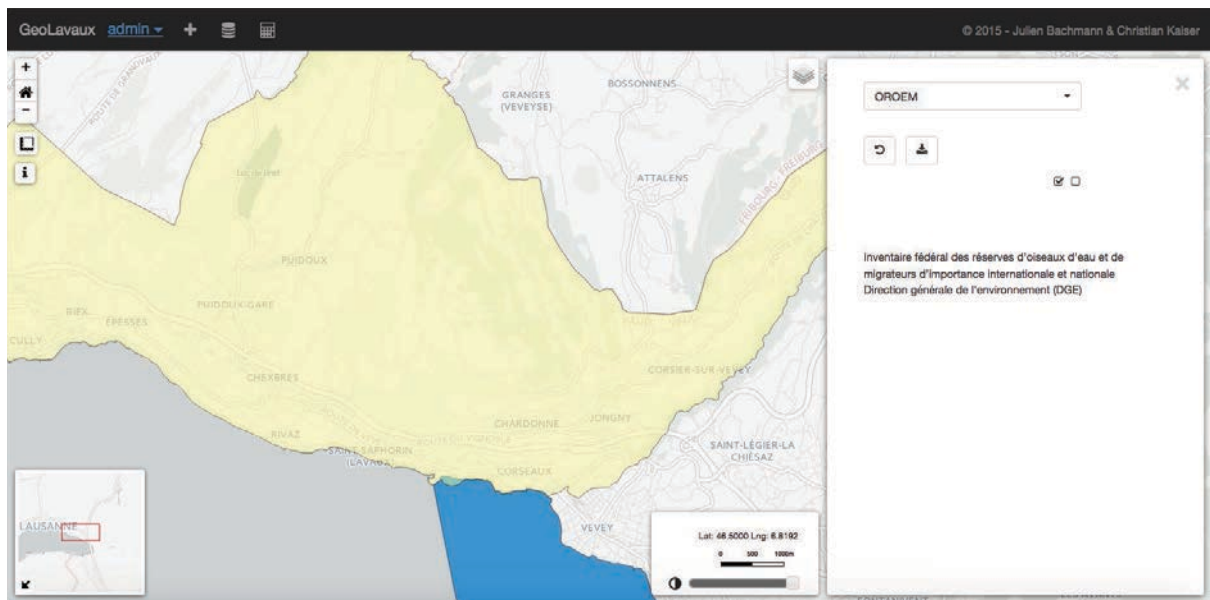 GeoLavaux admin
© 2015 - Julien Bachmann & Christian Kaiser
GRANGES
(VEVEYSE)
BOSSONNENS
ATTALENS
PUIDOUX
PUIDOUX-GARE
RIEX
EPESSES
CULLY
CHEXBRES
RIVAZ
SAINT-SAPHORIN
(LAVAUX)
CHARDONNE
JONGNY
CORSEAUX
CORSIER-SUR-VEVEY
SAINT-LÉGIER-LA
CHIÉSAZ
VEVEY
LAUSANNE
Lat: 46.5000 Lng: 6.8192
0 500 1000m
OROEM
Inventaire fédéral des réserves d'oiseaux d'eau et de
migrateurs d'importance internationale et nationale
Direction générale de l'environnement (DGE)